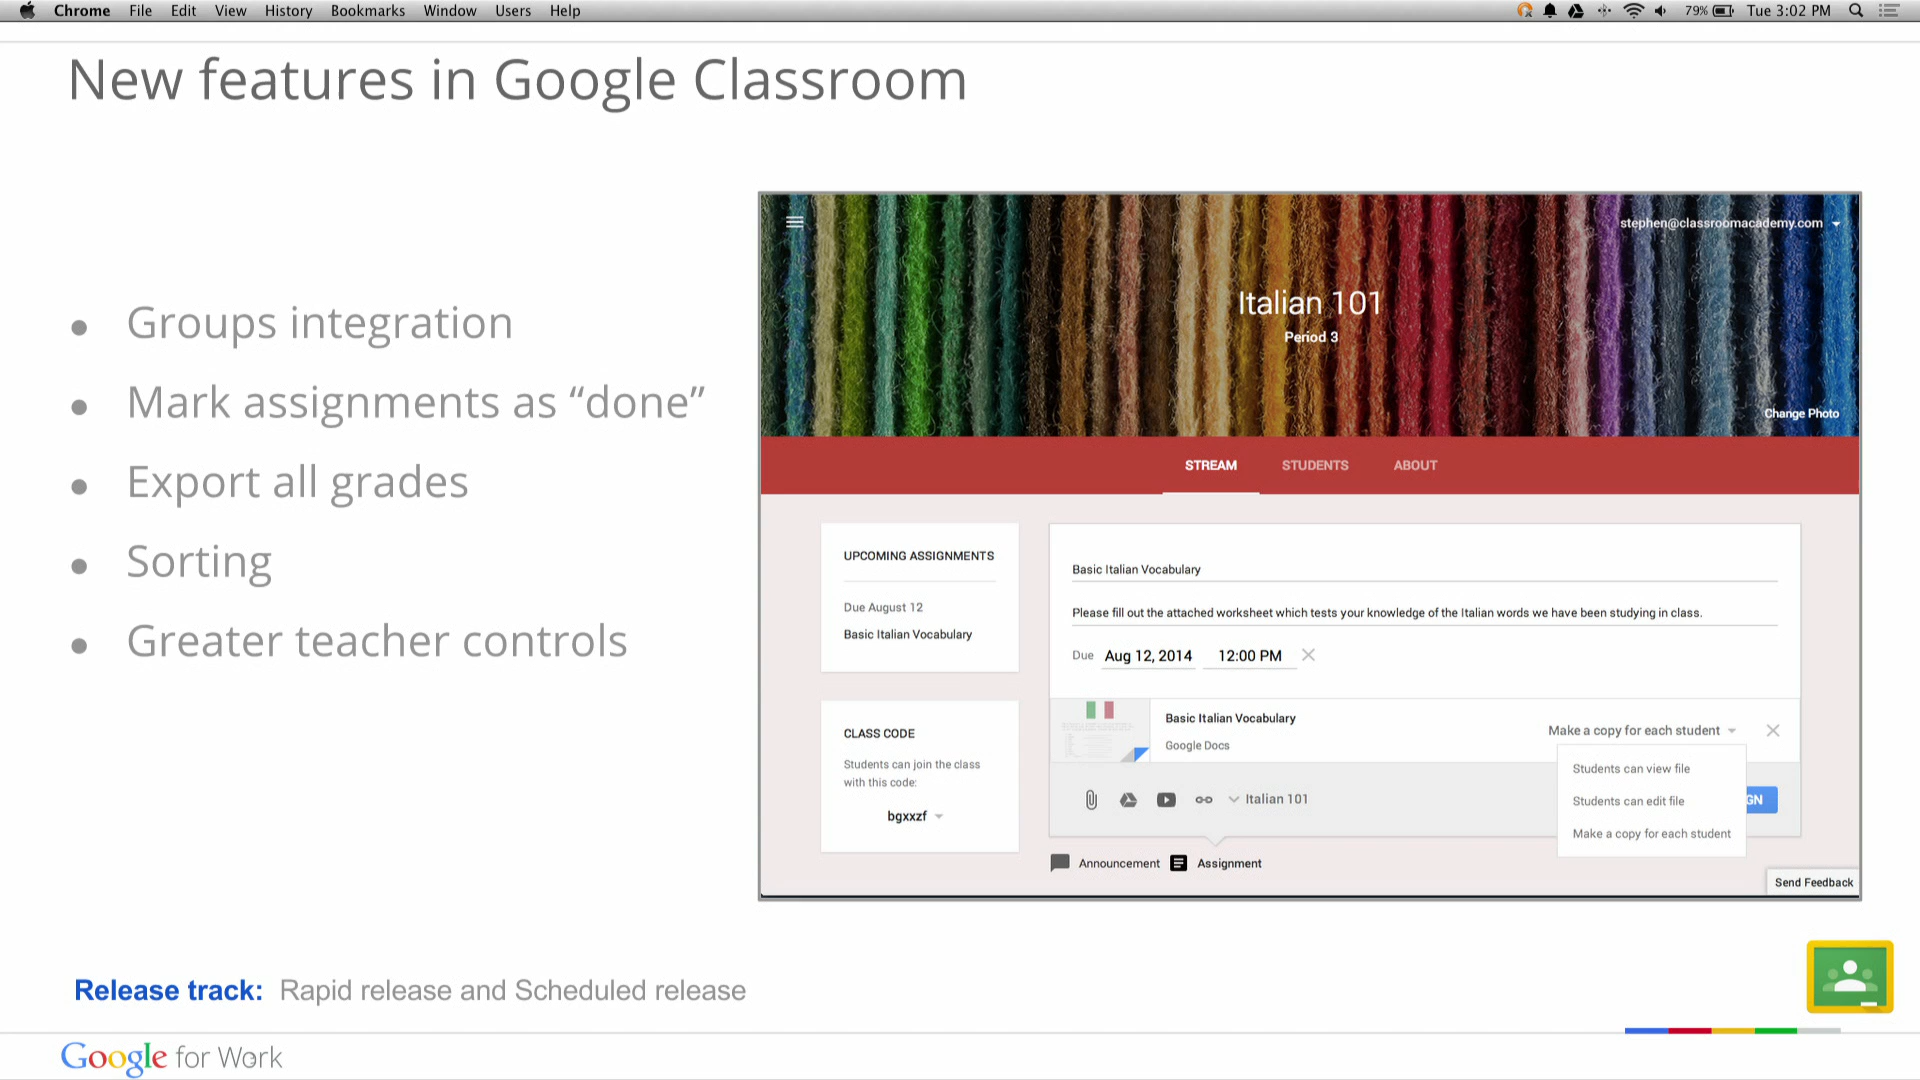 Chrome File Edit View History Bookmarks Window Users Help 79% Tue 3:02 PM
New features in Google Classroom
● Groups integration
● Mark assignments as “done”
● Export all grades
● Sorting
● Greater teacher controls
stephen@classroomacademy.com
Italian 101
Period 3
Change Photo
STREAM STUDENTS ABOUT
UPCOMING ASSIGNMENTS
Due August 12
Basic Italian Vocabulary
CLASS CODE
Students can join the class
with this code:
bgxxzf
Basic Italian Vocabulary
Please fill out the attached worksheet which tests your knowledge of the Italian words we have been studying in class.
Due Aug 12, 2014 12:00 PM
Basic Italian Vocabulary
Google Docs
Make a copy for each student
Students can view file
Students can edit file
Make a copy for each student
Italian 101
GN
Announcement Assignment
Send Feedback
Release track: Rapid release and Scheduled release
Google for Work